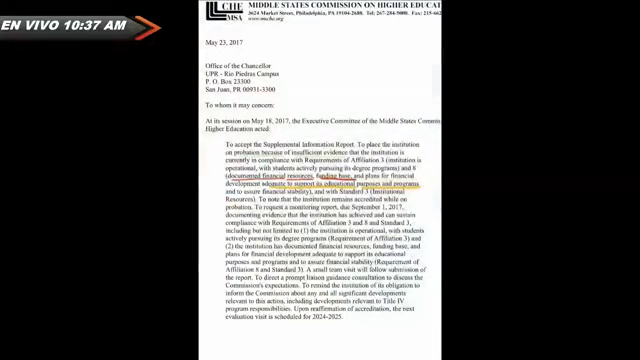 EN VIVO 10:37 AM
CHE
MSA
MIDDLE STATES COMMISSION ON HIGHER EDUCAT
3624 Market Street, Philadelphia, PA 19104-2680. Tel: 267-284-5000. Fax: 215-662
www.msche.org
May 23, 2017
Office of the Chancellor
UPR - Rio Piedras Campus
P. O. Box 23300
San Juan, PR 00931-3300
To whom it may concern:
At its session on May 18, 2017, the Executive Committee of the Middle States Commis
Higher Education acted:
To accept the Supplemental Information Report. To place the institution
on probation because of insufficient evidence that the institution is
currently in compliance with Requirements of Affiliation 3 (institution is
operational, with students actively pursuing its degree programs) and 8
(documented financial resources, funding base, and plans for financial
development adequate to support its educational purposes and programs
and to assure financial stability), and with Standard 3 (Institutional
Resources). To note that the institution remains accredited while on
probation. To request a monitoring report, due September 1, 2017,
documenting evidence that the institution has achieved and can sustain
compliance with Requirements of Affiliation 3 and 8 and Standard 3,
including but not limited to (1) the institution is operational, with students
actively pursuing its degree programs (Requirement of Affiliation 3) and
(2) the institution has documented financial resources, funding base, and
plans for financial development adequate to support its educational
purposes and programs and to assure financial stability (Requirement of
Affiliation 8 and Standard 3). A small team visit will follow submission of
the report. To direct a prompt liaison guidance consultation to discuss the
Commission's expectations. To remind the institution of its obligation to
inform the Commission about any and all significant developments
relevant to this action, including developments relevant to Title IV
program responsibilities. Upon reaffirmation of accreditation, the next
evaluation visit is scheduled for 2024-2025.